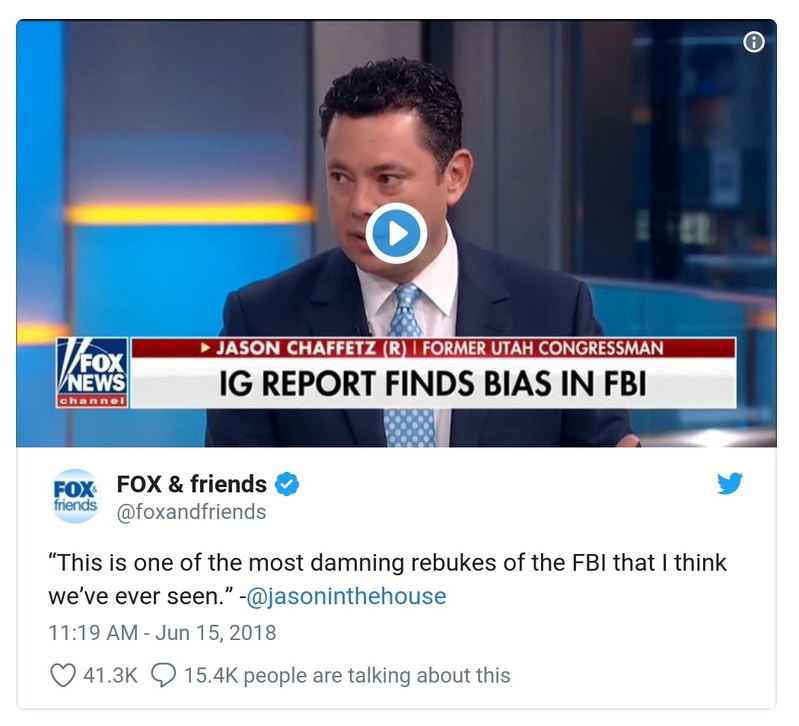 ▸ JASON CHAFFETZ (R) | FORMER UTAH CONGRESSMAN
FOX
NEWS
channel
IG REPORT FINDS BIAS IN FBI
FOX&
friends
FOX & friends
@foxandfriends
“This is one of the most damning rebukes of the FBI that I think
we’ve ever seen.” -@jasoninthehouse
11:19 AM - Jun 15, 2018
41.3K 15.4K people are talking about this